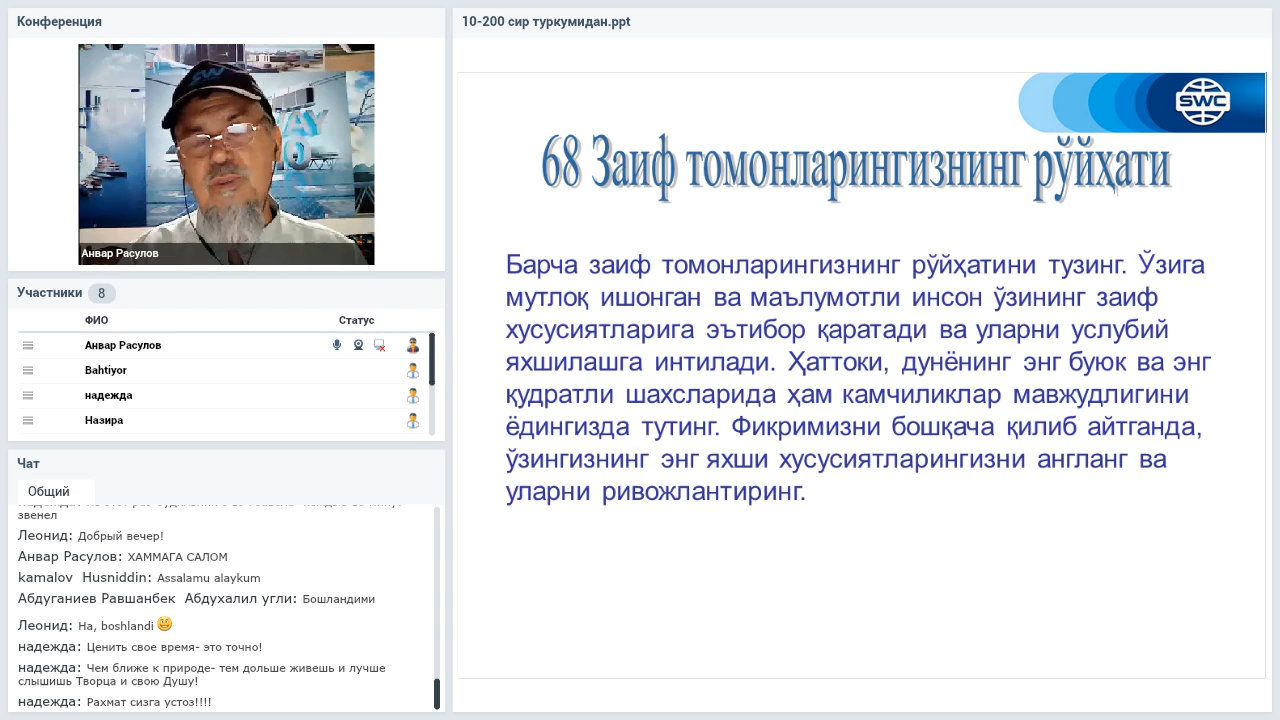 Конференция
Анвар Расулов
Участники 8
ФИО Статус
Анвар Расулов
Bahtiyor
надежда
Назира
Чат
Общий
звенел
Леонид: Добрый вечер!
Анвар Расулов: ХАММАГА САЛОМ
kamalov Husniddin: Assalamu alaykum
Абдуганиев Равшанбек Абдухалил угли: Бошландими
Леонид: На, boshlandi
надежда: Ценить свое время- это точно!
надежда: Чем ближе к природе- тем дольше живешь и лучше
слышишь Творца и свою Душу!
надежда: Рахмат сизга устоз!!!!
10-200 сир туркумидан.ppt
SWC
68 Заиф томонларингизнинг рўйҳати
Барча заиф томонларингизнинг рўйҳатини тузинг. Ўзига
мутлоқ ишонган ва маълумотли инсон ўзининг заиф
хусусиятларига эътибор қаратади ва уларни услубий
яхшилашга интилади. Ҳаттоки, дунёнинг энг буюк ва энг
қудратли шахсларида ҳам камчиликлар мавжудлигини
ёдингизда тутинг. Фикримизни бошқача қилиб айтганда,
ўзингизнинг энг яхши хусусиятларингизни англанг ва
уларни ривожлантиринг.